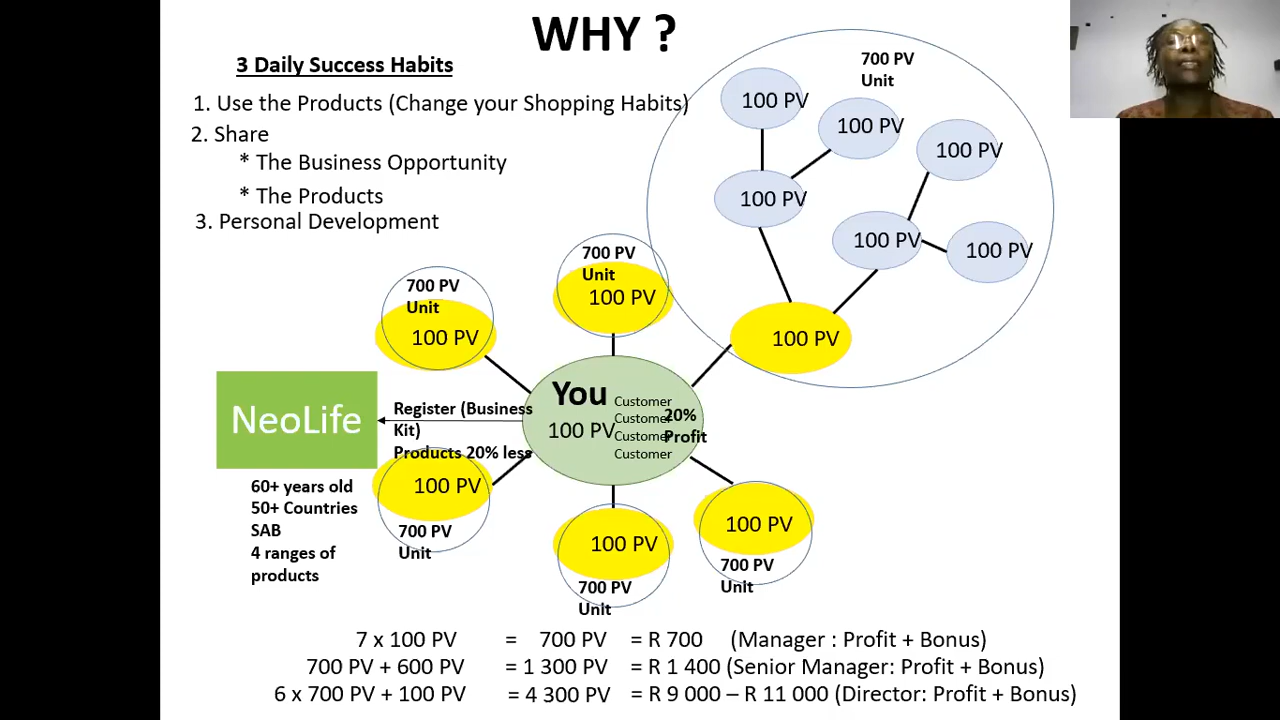 WHY ?
3 Daily Success Habits
1. Use the Products (Change your Shopping Habits)
2. Share
* The Business Opportunity
* The Products
3. Personal Development
700 PV
Unit
100 PV
100 PV
100 PV
100 PV
100 PV
100 PV
100 PV
700 PV
Unit
100 PV
700 PV
Unit
100 PV
You
100 PV
Customer
Customer
Customer
Customer
20%
Profit
NeoLife
Register (Business
Kit)
Products 20% less
60+ years old
50+ Countries
SAB
4 ranges of
products
100 PV
700 PV
Unit
100 PV
700 PV
Unit
100 PV
700 PV
Unit
7 x 100 PV = 700 PV = R 700 (Manager : Profit + Bonus)
700 PV + 600 PV = 1 300 PV = R 1 400 (Senior Manager: Profit + Bonus)
6 x 700 PV + 100 PV = 4 300 PV = R 9 000 – R 11 000 (Director: Profit + Bonus)